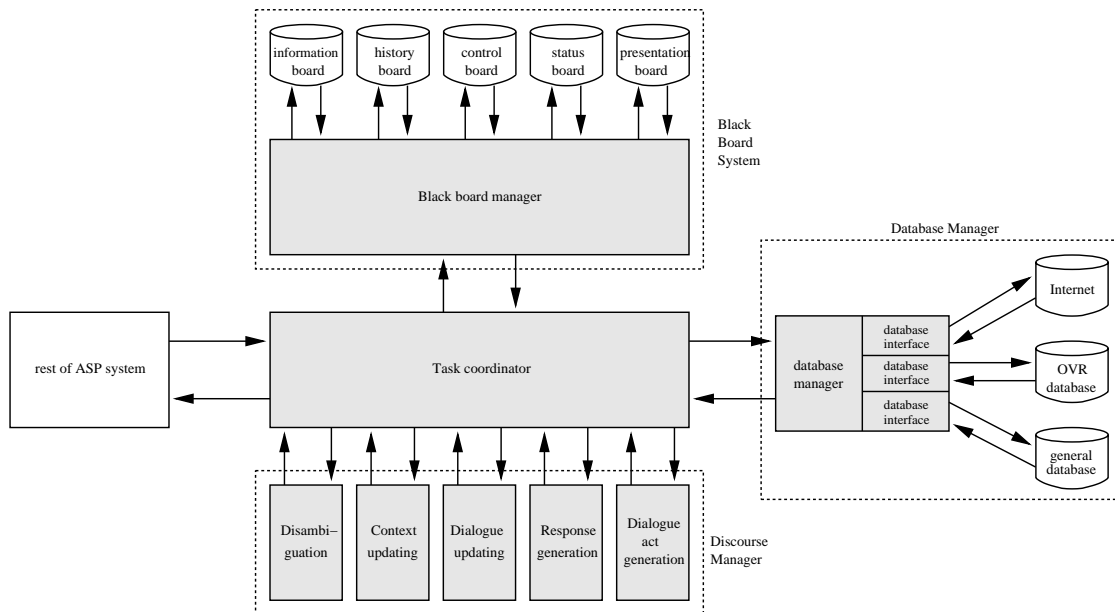 information
board
history
board
control
board
status
board
presentation
board
Black
Board
System
Black board manager
Database Manager
Internet
rest of ASP system
Task coordinator
database
manager
database
interface
database
interface
database
interface
OVR
database
general
database
Disambi–
guation
Context
updating
Dialogue
updating
Response
generation
Dialogue
act
generation
Discourse
Manager